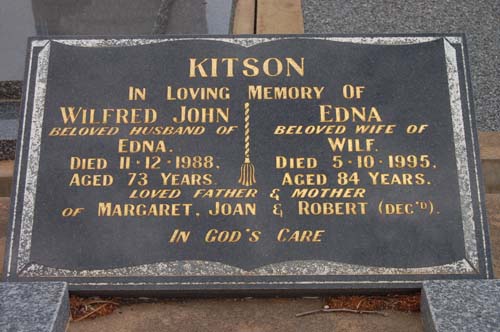 KITSON
IN LOVING MEMORY OF
WILFRED JOHN
BELOVED HUSBAND OF
EDNA.
DIED 11·12·1988.
AGED 73 YEARS.
EDNA
BELOVED WIFE OF
WILF.
DIED 5·10·1995.
AGED 84 YEARS.
LOVED FATHER & MOTHER
OF MARGARET, JOAN & ROBERT (DEC'D).
IN GOD'S CARE